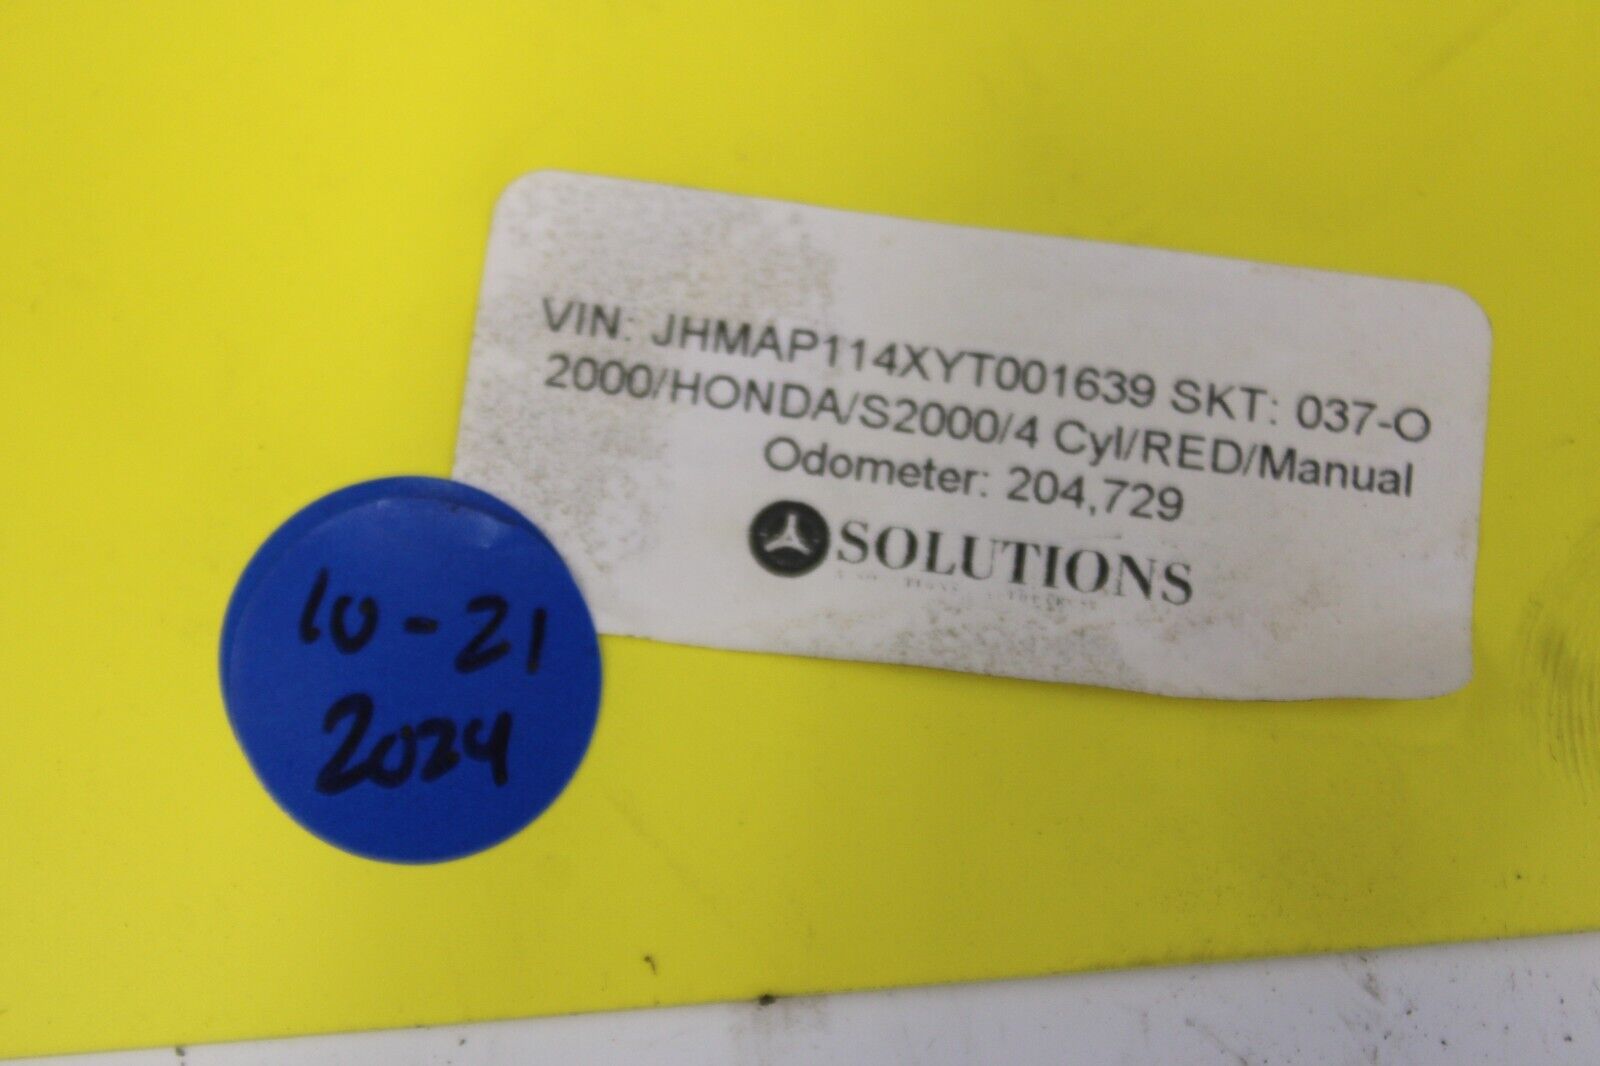 VIN: JHMAP114XYT001639 SKT: 037-O
2000/HONDA/S2000/4 Cyl/RED/Manual
Odometer: 204,729
SOLUTIONS
10-21
2024